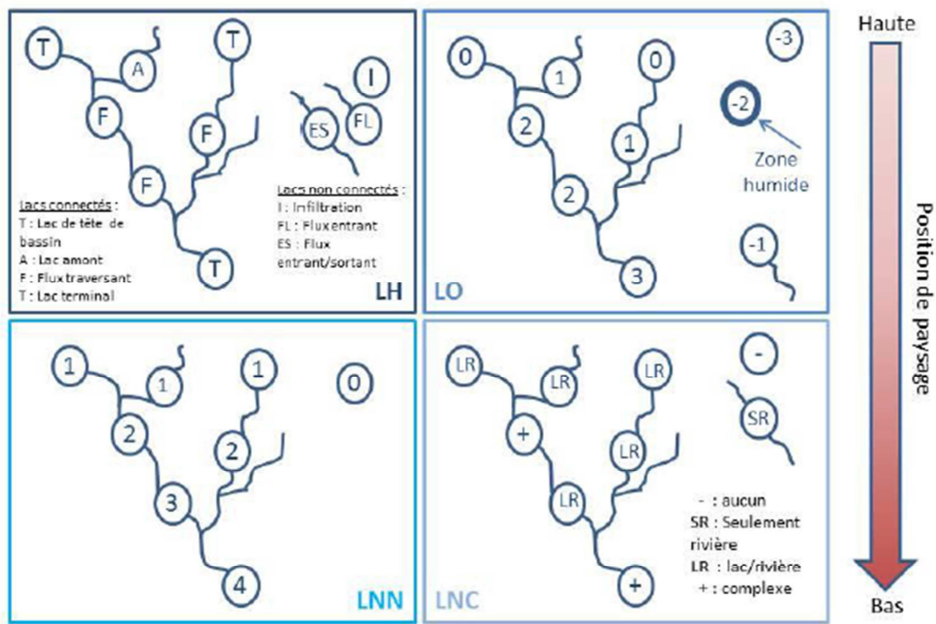 T
A
T
F
F
F
T
I
ES
FL
Lacs connectés :
T : Lac de tête de
bassin
A : Lac amont
F : Flux traversant
T : Lac terminal
Lacs non connectés :
I : Infiltration
FL : Flux entrant
ES : Flux
entrant/sortant
LH
0
1
0
2
1
2
3
-3
-2
Zone
humide
-1
LO
1
1
1
2
2
3
4
0
LNN
LR
LR
LR
+
LR
LR
+
-
SR
- : aucun
SR : Seulement
rivière
LR : lac/rivière
+ : complexe
LNC
Haute
Position de paysage
Bas